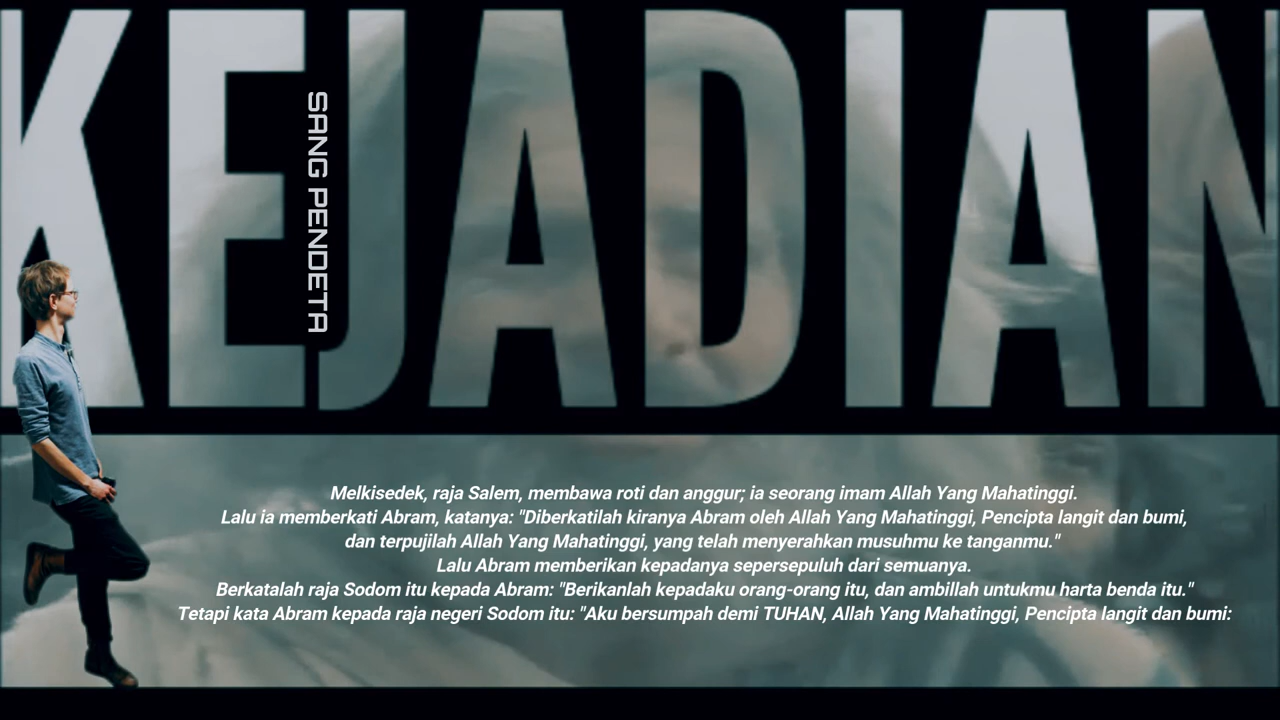 KEJADIAN
SANG PENDETA
Melkisedek, raja Salem, membawa roti dan anggur; ia seorang imam Allah Yang Mahatinggi.
Lalu ia memberkati Abram, katanya: "Diberkatilah kiranya Abram oleh Allah Yang Mahatinggi, Pencipta langit dan bumi,
dan terpujilah Allah Yang Mahatinggi, yang telah menyerahkan musuhmu ke tanganmu."
Lalu Abram memberikan kepadanya sepersepuluh dari semuanya.
Berkatalah raja Sodom itu kepada Abram: "Berikanlah kepadaku orang-orang itu, dan ambillah untukmu harta benda itu."
Tetapi kata Abram kepada raja negeri Sodom itu: "Aku bersumpah demi TUHAN, Allah Yang Mahatinggi, Pencipta langit dan bumi: